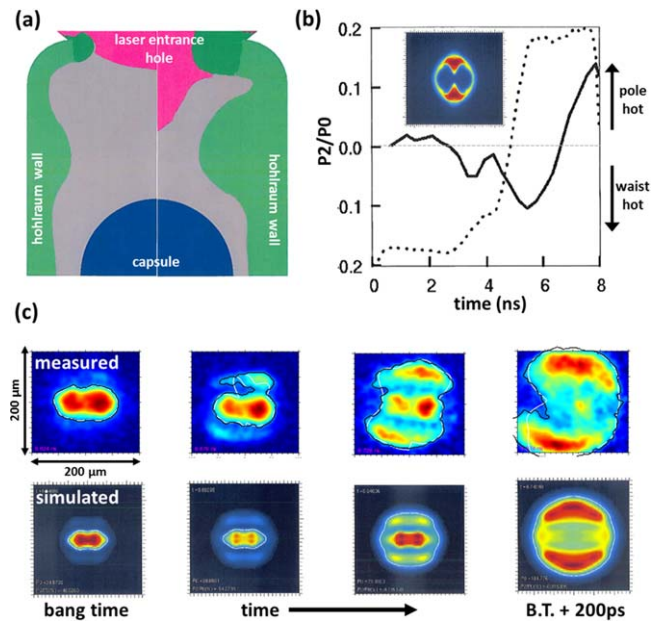 (a)
laser entrance
hole
hohlraum wall
hohlraum wall
capsule
(b)
P2/P0
0.2
0.1
0.0
-0.1
-0.2
0
2
4
6
8
time (ns)
pole
hot
waist
hot
(c)
measured
200 μm
200 μm
simulated
bang time
time
B.T. + 200ps